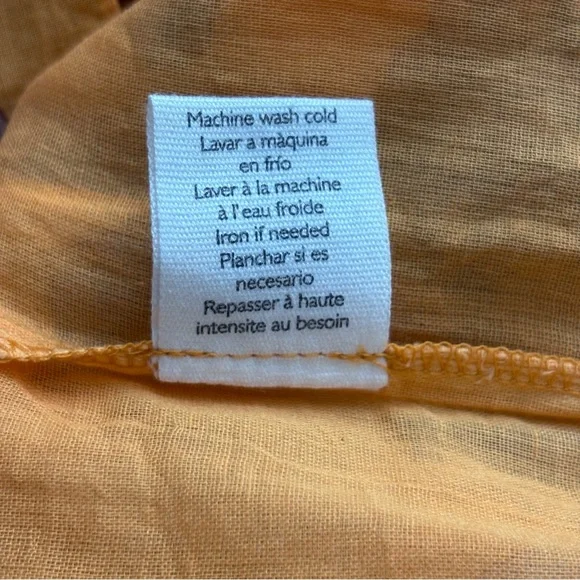 Machine wash cold
Lavar a màquina
en frío
Laver à la machine
à l'eau froide
Iron if needed
Planchar si es
necesario
Repasser à haute
intensite au besoin